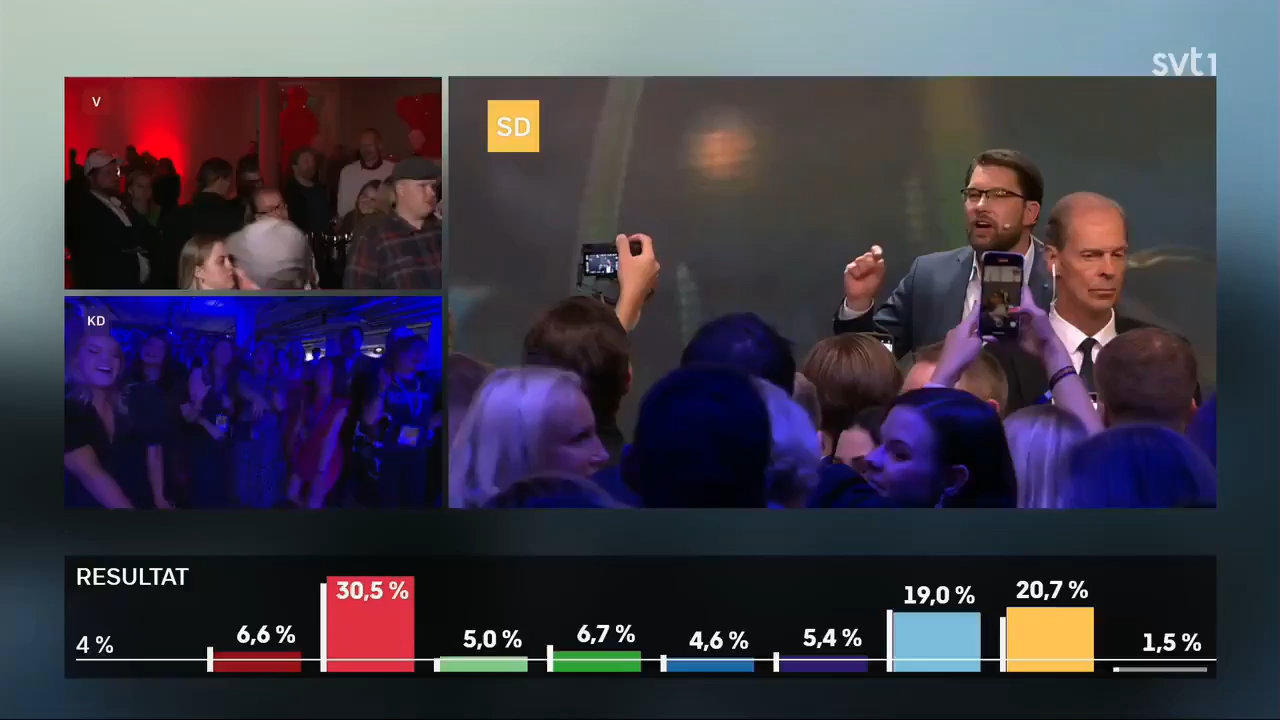 svt1
V
SD
KD
RESULTAT
4 %
6,6 %
30,5 %
5,0 %
6,7 %
4,6 %
5,4 %
19,0 %
20,7 %
1,5 %